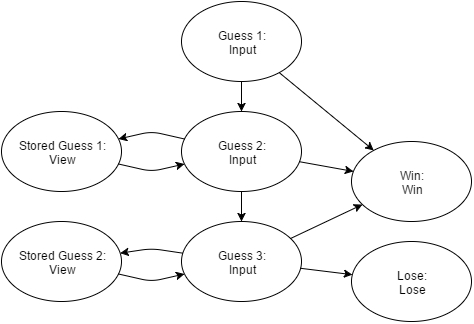 Guess 1:
Input
Stored Guess 1:
View
Guess 2:
Input
Win:
Win
Stored Guess 2:
View
Guess 3:
Input
Lose:
Lose